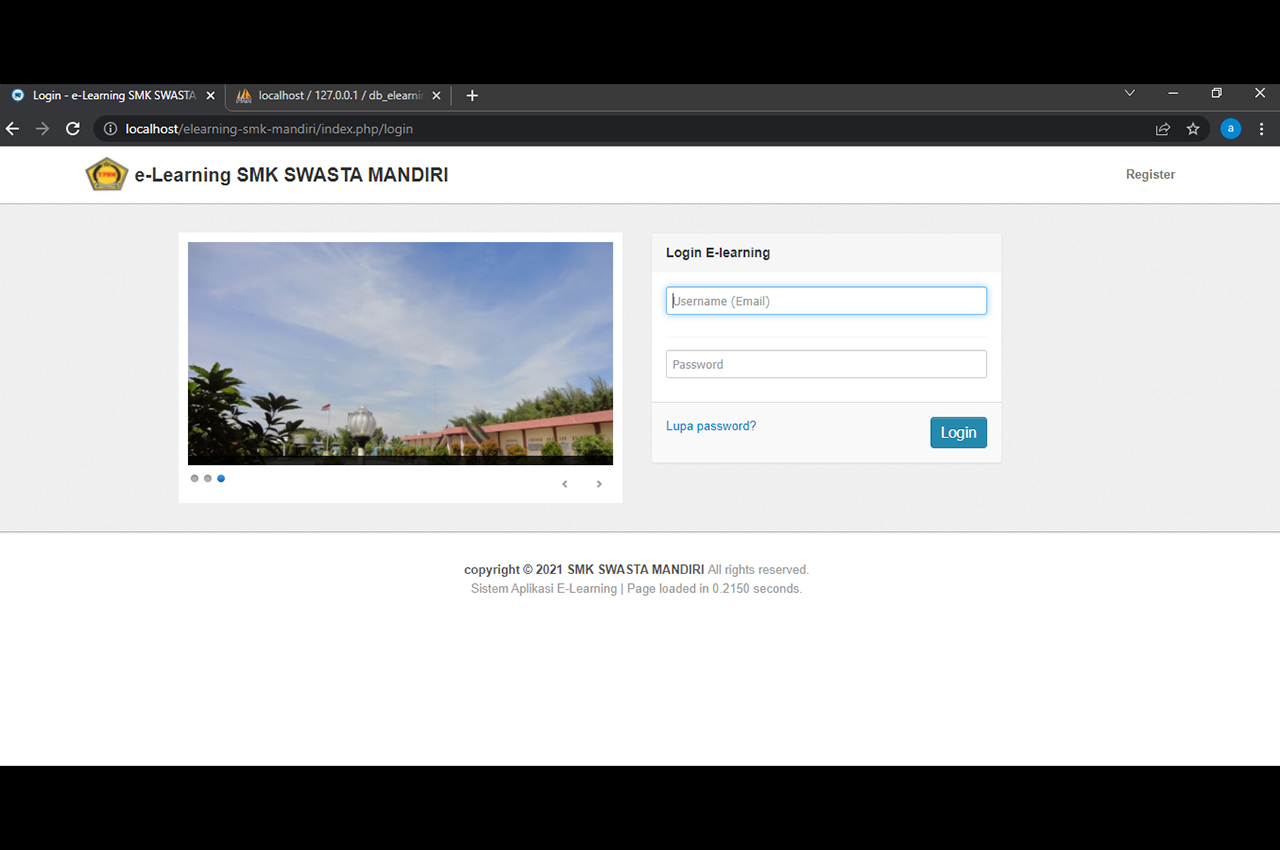 Login - e-Learning SMK SWASTA
localhost / 127.0.0.1 / db_elearnin
localhost/elearning-smk-mandiri/index.php/login
a
e-Learning SMK SWASTA MANDIRI
Register
Login E-learning
Username (Email)
Password
Lupa password?
Login
copyright © 2021 SMK SWASTA MANDIRI All rights reserved.
Sistem Aplikasi E-Learning | Page loaded in 0.2150 seconds.